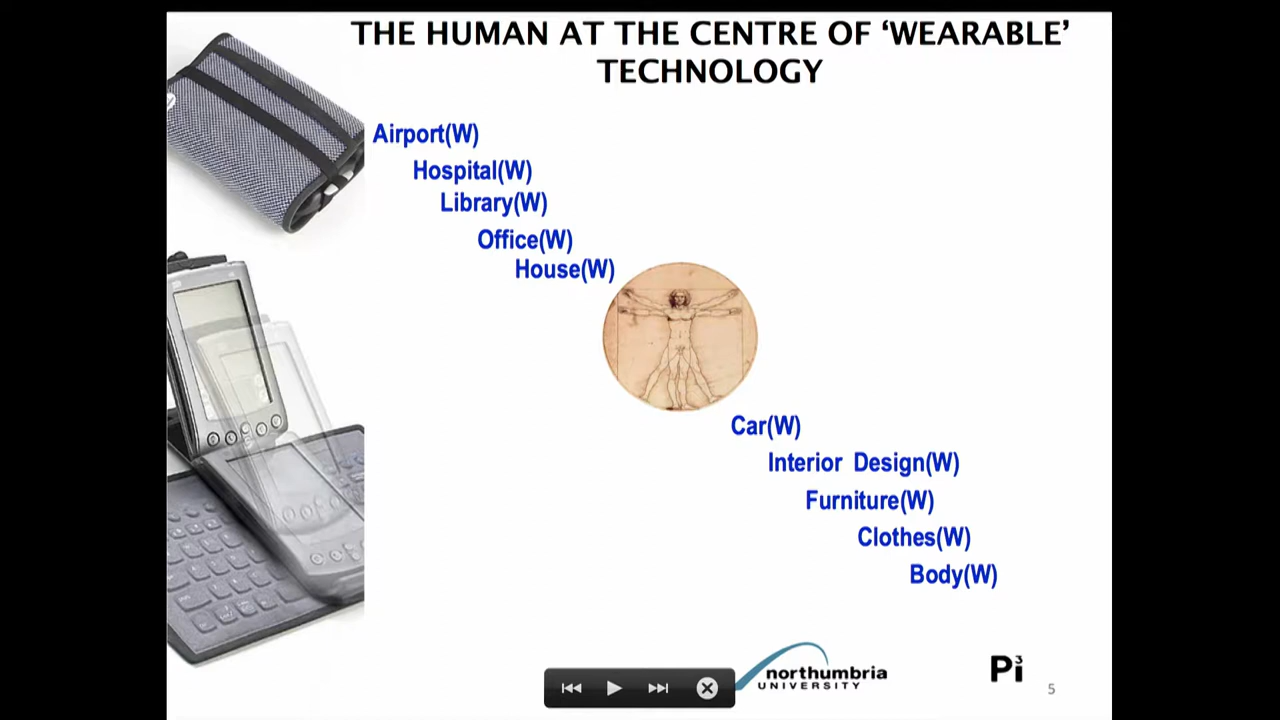 THE HUMAN AT THE CENTRE OF ‘WEARABLE’
TECHNOLOGY
Airport(W)
Hospital(W)
Library(W)
Office(W)
House(W)
Car(W)
Interior Design(W)
Furniture(W)
Clothes(W)
Body(W)
northumbria
UNIVERSITY
Pi³
5